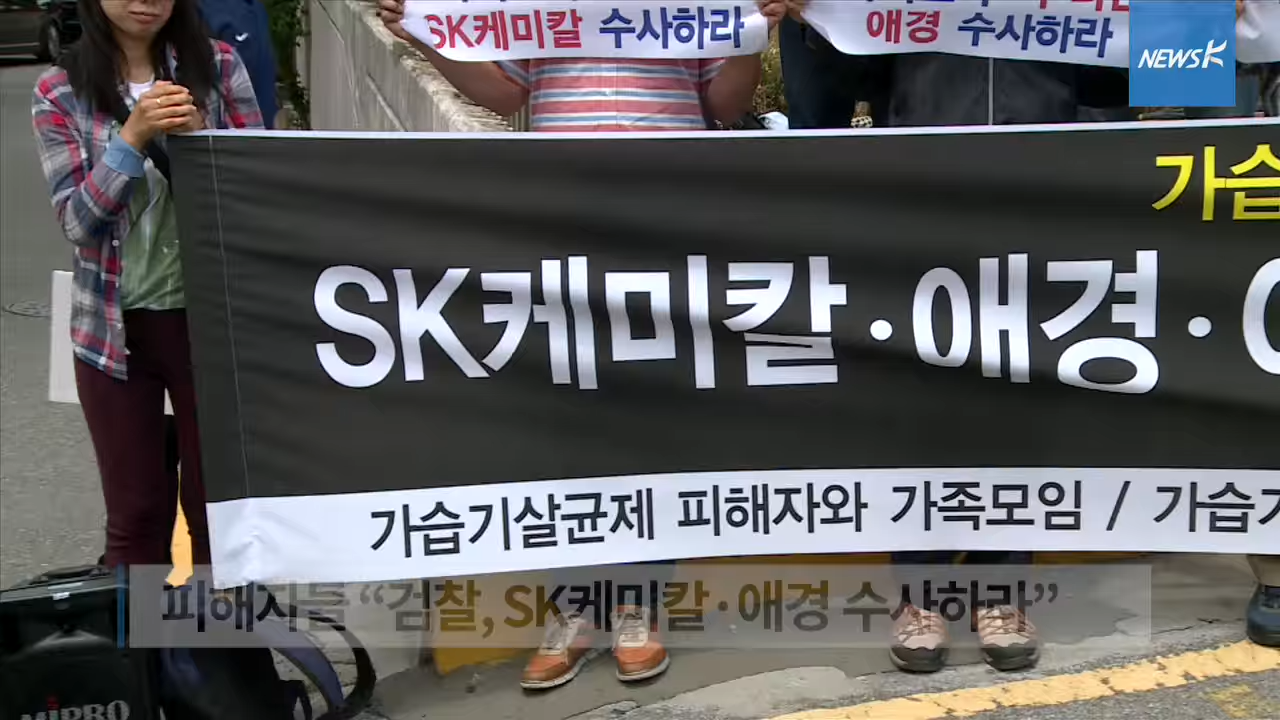 SK케미칼 수사하라
애경 수사하라
NEWSK
가습
SK케미칼·애경·
가습기살균제 피해자와 가족모임 / 가습기
피해자들 “검찰, SK케미칼·애경 수사하라”
MIPRO